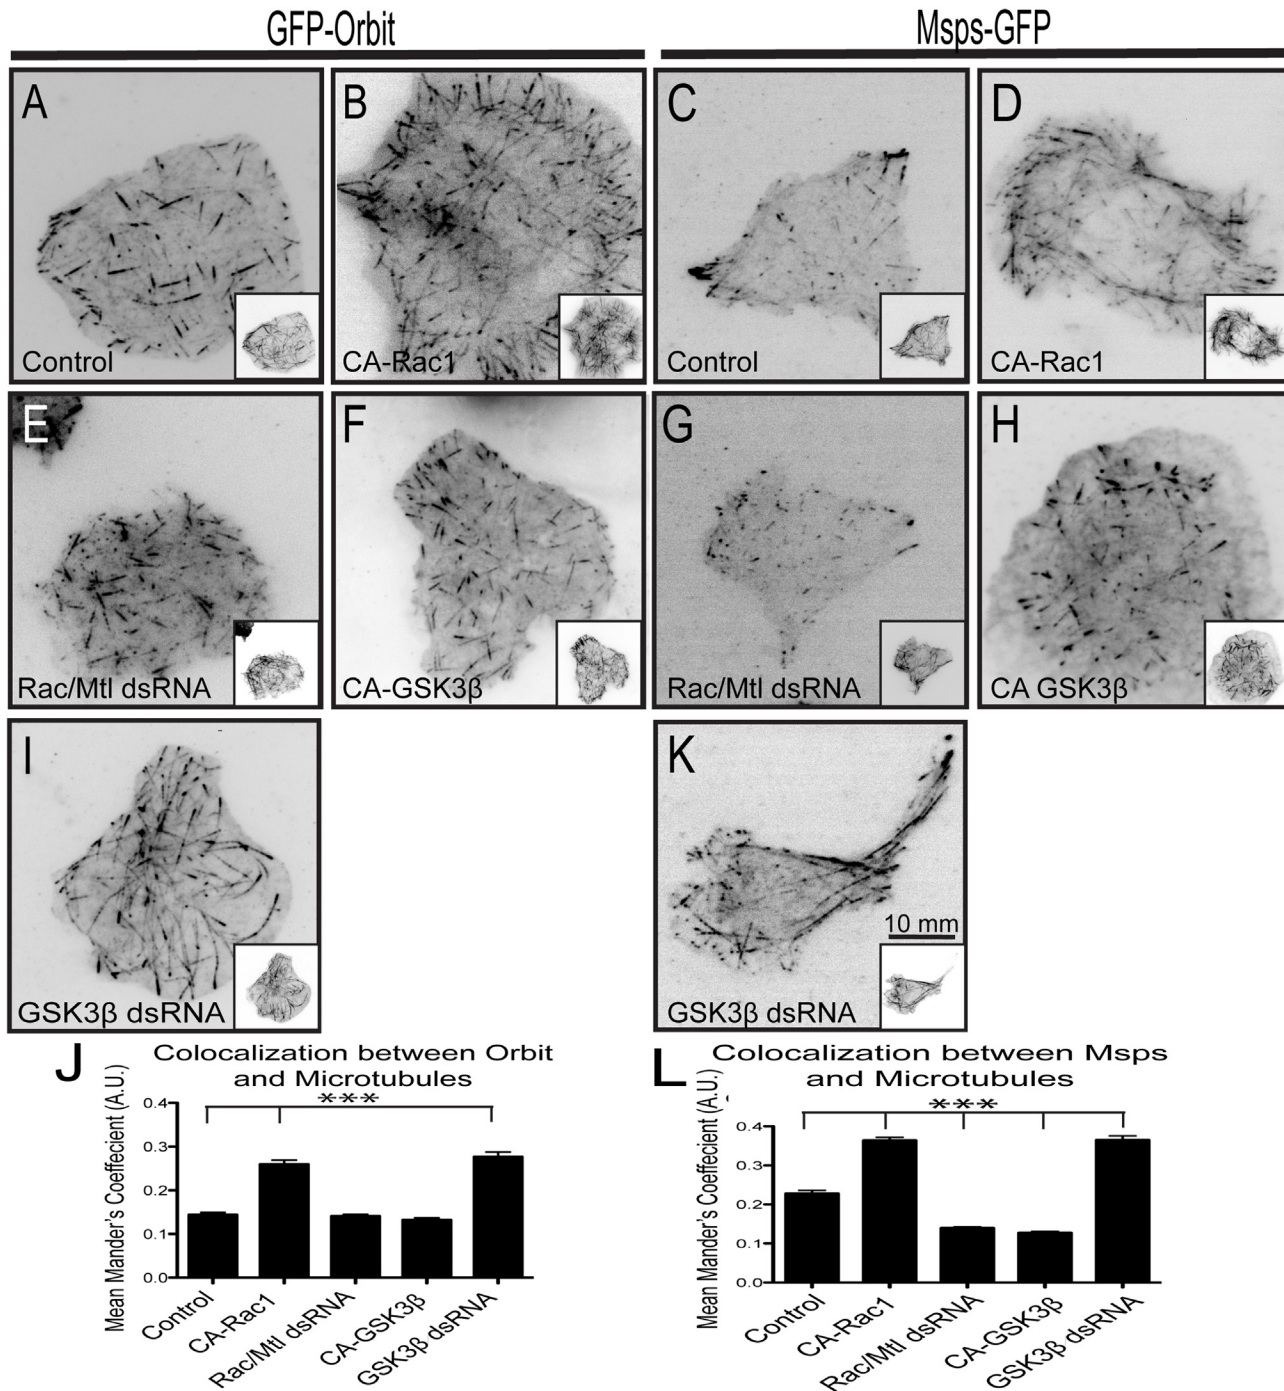 GFP-Orbit
Msps-GFP
A
Control
B
CA-Rac1
C
Control
D
CA-Rac1
E
Rac/Mtl dsRNA
F
CA-GSK3β
G
Rac/Mtl dsRNA
H
CA GSK3β
I
GSK3β dsRNA
K
10 mm
GSK3β dsRNA
J
Colocalization between Orbit
and Microtubules
Mean Mander's Coeffecient (A.U.)
***
0.4
0.3
0.2
0.1
0.0
Control
CA-Rac1
Rac/Mtl dsRNA
CA-GSK3β
GSK3β dsRNA
L
Colocalization between Msps
and Microtubules
Mean Mander's Coeffecient (A.U.)
***
0.4
0.3
0.2
0.1
0.0
Control
CA-Rac1
Rac/Mtl dsRNA
CA-GSK3β
GSK3β dsRNA